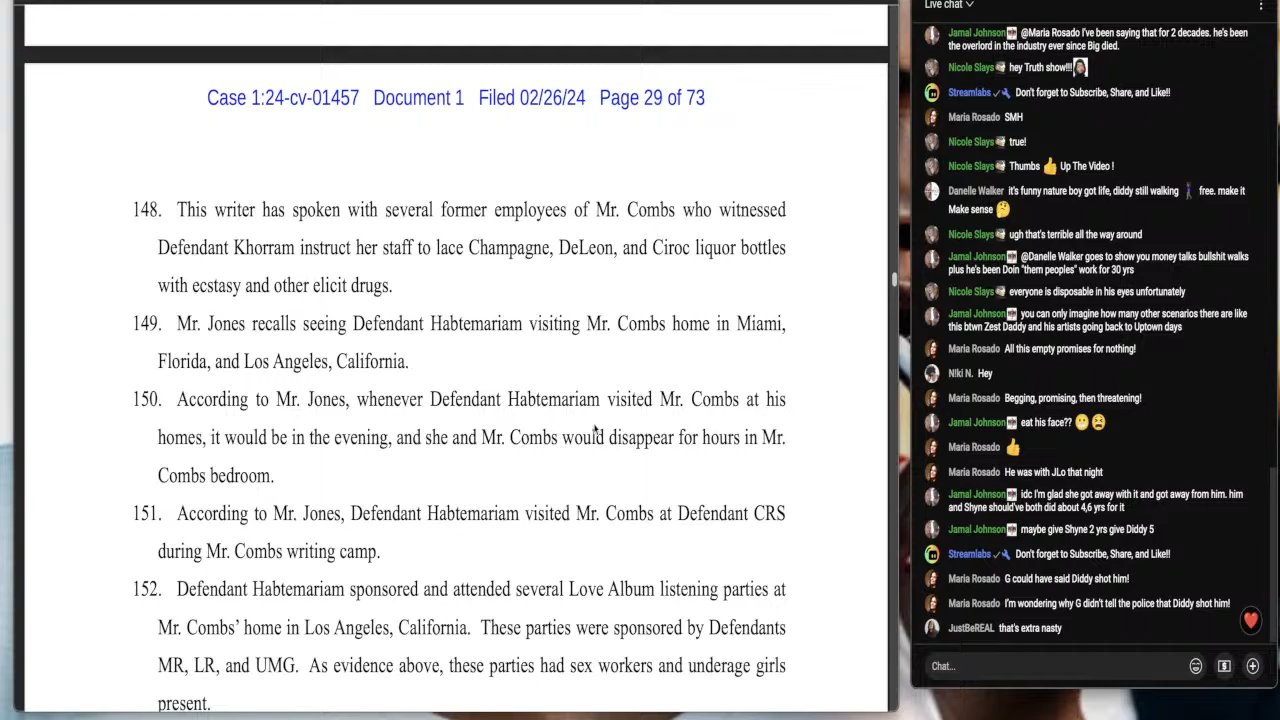 Case 1:24-cv-01457 Document 1 Filed 02/26/24 Page 29 of 73
148. This writer has spoken with several former employees of Mr. Combs who witnessed
Defendant Khorram instruct her staff to lace Champagne, DeLeon, and Ciroc liquor bottles
with ecstasy and other elicit drugs.
149. Mr. Jones recalls seeing Defendant Habtemariam visiting Mr. Combs home in Miami,
Florida, and Los Angeles, California.
150. According to Mr. Jones, whenever Defendant Habtemariam visited Mr. Combs at his
homes, it would be in the evening, and she and Mr. Combs would disappear for hours in Mr.
Combs bedroom.
151. According to Mr. Jones, Defendant Habtemariam visited Mr. Combs at Defendant CRS
during Mr. Combs writing camp.
152. Defendant Habtemariam sponsored and attended several Love Album listening parties at
Mr. Combs' home in Los Angeles, California. These parties were sponsored by Defendants
MR, LR, and UMG. As evidence above, these parties had sex workers and underage girls
present.
Live chat
Jamal Johnson @Maria Rosado I've been saying that for 2 decades. he's been
the overlord in the industry ever since Big died.
Nicole Slays hey Truth show!!!
Streamlabs Don't forget to Subscribe, Share, and Like!!
Maria Rosado SMH
Nicole Slays true!
Nicole Slays Thumbs 👍 Up The Video !
Danelle Walker it's funny nature boy got life, diddy still walking 🚶 free. make it
Make sense 🤔
Nicole Slays ugh that's terrible all the way around
Jamal Johnson @Danelle Walker goes to show you money talks bullshit walks
plus he's been Doin "them peoples" work for 30 yrs
Nicole Slays everyone is disposable in his eyes unfortunately
Jamal Johnson you can only imagine how many other scenarios there are like
this btwn Zest Daddy and his artists going back to Uptown days
Maria Rosado All this empty promises for nothing!
N!ki N. Hey
Maria Rosado Begging, promising, then threatening!
Jamal Johnson eat his face?? 😬😫
Maria Rosado 👍
Maria Rosado He was with JLo that night
Jamal Johnson idc I'm glad she got away with it and got away from him. him
and Shyne should've both did about 4,6 yrs for it
Jamal Johnson maybe give Shyne 2 yrs give Diddy 5
Streamlabs Don't forget to Subscribe, Share, and Like!!
Maria Rosado G could have said Diddy shot him!
Maria Rosado I'm wondering why G didn't tell the police that Diddy shot him!
JustBeREAL that's extra nasty
Chat...